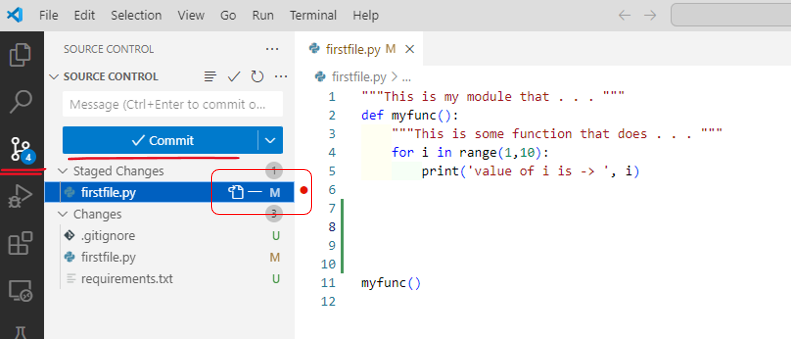 File Edit Selection View Go Run Terminal Help
SOURCE CONTROL
SOURCE CONTROL
Message (Ctrl+Enter to commit o...
Commit
4
Staged Changes 1
firstfile.py M
Changes 3
.gitignore U
firstfile.py M
requirements.txt U
firstfile.py M
firstfile.py > ...
1 """This is my module that . . . """
2 def myfunc():
3 """This is some function that does . . . """
4 for i in range(1,10):
5 print('value of i is -> ', i)
6
7
8
9
10
11 myfunc()
12